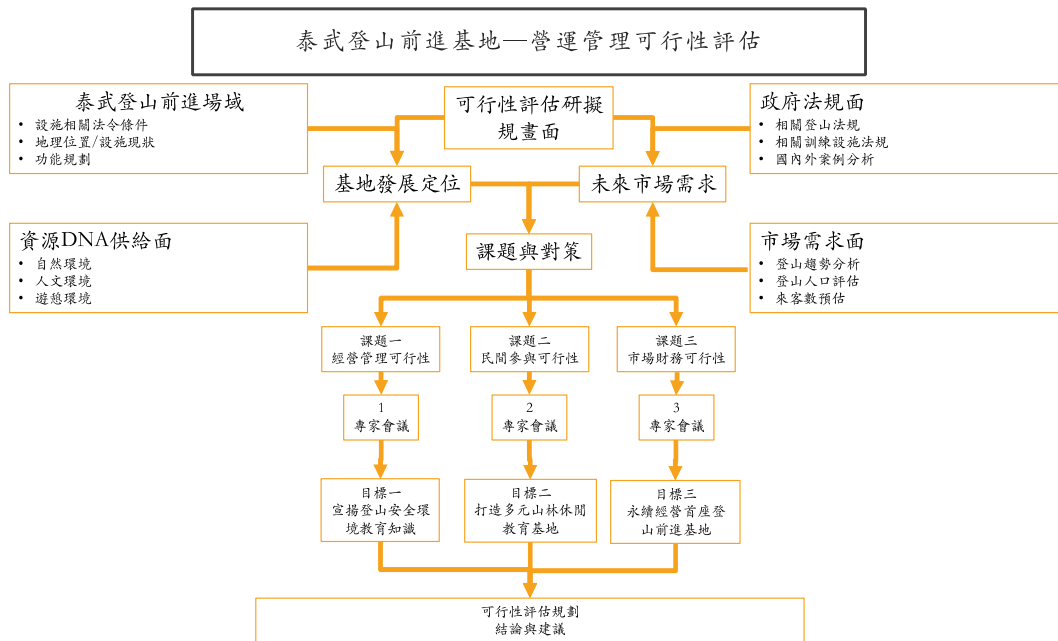 泰武登山前進基地—營運管理可行性評估
泰武登山前進場域
• 設施相關法令條件
• 地理位置/設施現狀
• 功能規劃
可行性評估研擬
規畫面
政府法規面
• 相關登山法規
• 相關訓練設施法規
• 國內外案例分析
基地發展定位
未來市場需求
資源DNA供給面
• 自然環境
• 人文環境
• 遊憩環境
課題與對策
市場需求面
• 登山趨勢分析
• 登山人口評估
• 來客數預估
課題一
經營管理可行性
課題二
民間參與可行性
課題三
市場財務可行性
1
專家會議
2
專家會議
3
專家會議
目標一
宣揚登山安全環
境教育知識
目標二
打造多元山林休閒
教育基地
目標三
永續經營首座登
山前進基地
可行性評估規劃
結論與建議